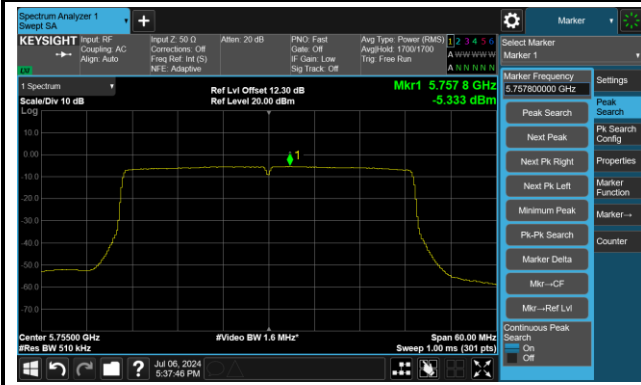 Spectrum Analyzer 1
Swept SA
Marker
KEYSIGHT
Input: RF
Coupling: AC
Align: Auto
Input Z: 50 Ω
Corrections: Off
Freq Ref: Int (S)
NFE: Adaptive
Atten: 20 dB
PNO: Fast
Gate: Off
IF Gain: Low
Sig Track: Off
Avg Type: Power (RMS)
Avg|Hold: 1700/1700
Trig: Free Run
1 2 3 4 5 6
A W W W W W
A N N N N N
LXI
Select Marker
Marker 1
1 Spectrum
Scale/Div 10 dB
Log
Ref Lvl Offset 12.30 dB
Ref Level 20.00 dBm
Mkr1 5.757 8 GHz
-5.333 dBm
Marker Frequency
5.757800000 GHz
Settings
Peak Search
Next Peak
Next Pk Right
Next Pk Left
Minimum Peak
Pk-Pk Search
Marker Delta
Mkr→CF
Mkr→Ref Lvl
Continuous Peak
Search
On
Off
Peak
Search
Pk Search
Config
Properties
Marker
Function
Marker→
Counter
10.0
0.00
-10.0
-20.0
-30.0
-40.0
-50.0
-60.0
-70.0
1
Center 5.75500 GHz
#Res BW 510 kHz
#Video BW 1.6 MHz*
Span 60.00 MHz
Sweep 1.00 ms (301 pts)
?
Jul 06, 2024
5:37:46 PM